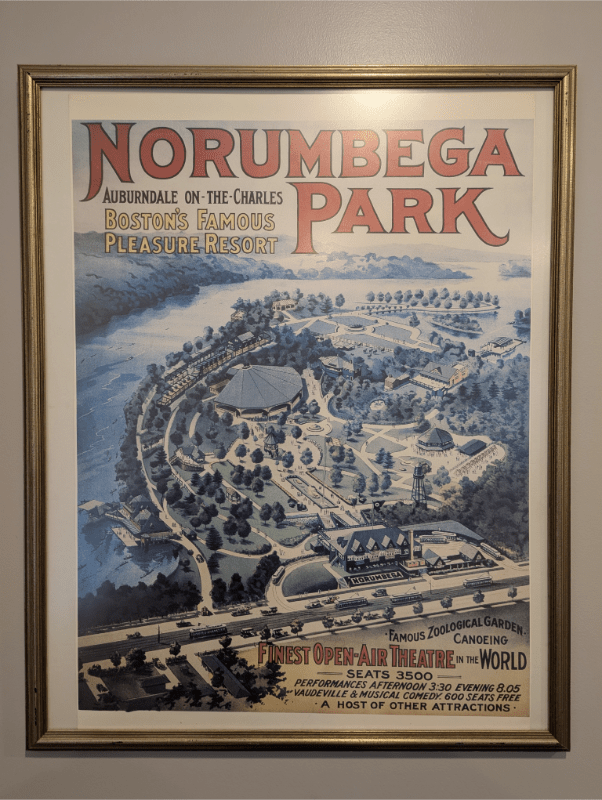 NORUMBEGA
PARK
AUBURNDALE ON-THE-CHARLES
BOSTON'S FAMOUS
PLEASURE RESORT
NORUMBEGA
FAMOUS ZOOLOGICAL GARDEN.
CANOEING
FINEST OPEN-AIR THEATRE IN THE WORLD
SEATS 3500
PERFORMANCES AFTERNOON 3:30 EVENING 8.05
VAUDEVILLE & MUSICAL COMEDY. 600 SEATS FREE
· A HOST OF OTHER ATTRACTIONS ·